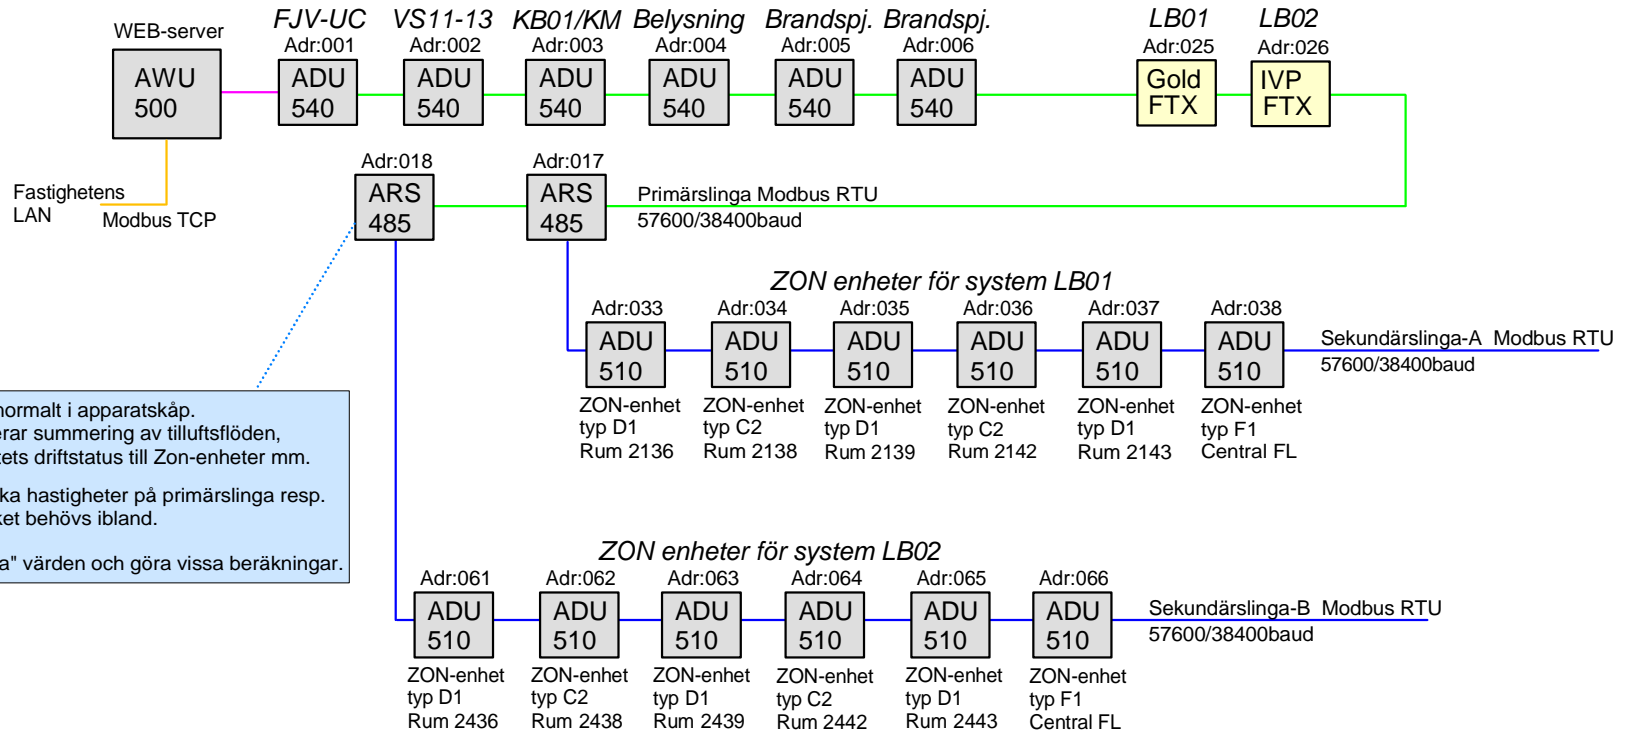 WEB-server
AWU
500
FJV-UC
Adr:001
ADU
540
VS11-13
Adr:002
ADU
540
KB01/KM
Adr:003
ADU
540
Belysning
Adr:004
ADU
540
Brandspj.
Adr:005
ADU
540
Brandspj.
Adr:006
ADU
540
LB01
Adr:025
Gold
FTX
LB02
Adr:026
IVP
FTX
Fastighetens
LAN
Modbus TCP
Adr:018
ARS
485
Adr:017
ARS
485
Primärslinga Modbus RTU
57600/38400baud
ZON enheter för system LB01
Adr:033
ADU
510
ZON-enhet
typ D1
Rum 2136
Adr:034
ADU
510
ZON-enhet
typ C2
Rum 2138
Adr:035
ADU
510
ZON-enhet
typ D1
Rum 2139
Adr:036
ADU
510
ZON-enhet
typ C2
Rum 2142
Adr:037
ADU
510
ZON-enhet
typ D1
Rum 2143
Adr:038
ADU
510
ZON-enhet
typ F1
Central FL
Sekundärslinga-A Modbus RTU
57600/38400baud
normalt i apparatskåp.
summering av tilluftsflöden,
driftstatus till Zon-enheter mm.
hastigheter på primärslinga resp.
behövs ibland.
värden och göra vissa beräkningar.
ZON enheter för system LB02
Adr:061
ADU
510
ZON-enhet
typ D1
Rum 2436
Adr:062
ADU
510
ZON-enhet
typ C2
Rum 2438
Adr:063
ADU
510
ZON-enhet
typ D1
Rum 2439
Adr:064
ADU
510
ZON-enhet
typ C2
Rum 2442
Adr:065
ADU
510
ZON-enhet
typ D1
Rum 2443
Adr:066
ADU
510
ZON-enhet
typ F1
Central FL
Sekundärslinga-B Modbus RTU
57600/38400baud